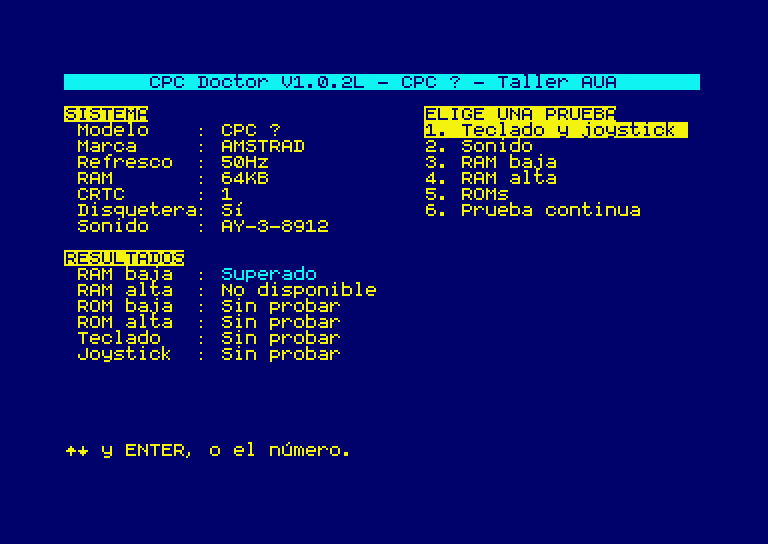 CPC Doctor V1.0.2L - CPC ? - Taller AUA
SISTEMA
Modelo : CPC ?
Marca : AMSTRAD
Refresco : 50Hz
RAM : 64KB
CRTC : 1
Disquetera: Sí
Sonido : AY-3-8912
RESULTADOS
RAM baja : Superado
RAM alta : No disponible
ROM baja : Sin probar
ROM alta : Sin probar
Teclado : Sin probar
Joystick : Sin probar
ELIGE UNA PRUEBA
1. Teclado y joystick
2. Sonido
3. RAM baja
4. RAM alta
5. ROMs
6. Prueba continua
↑↓ y ENTER, o el número.